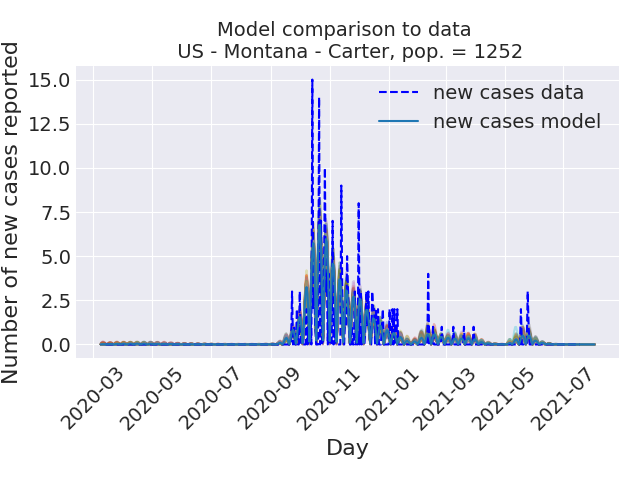 Model comparison to data
US - Montana - Carter, pop. = 1252
Number of new cases reported
15.0
12.5
10.0
7.5
5.0
2.5
0.0
new cases data
new cases model
2020-03
2020-05
2020-07
2020-09
2020-11
2021-01
2021-03
2021-05
2021-07
Day